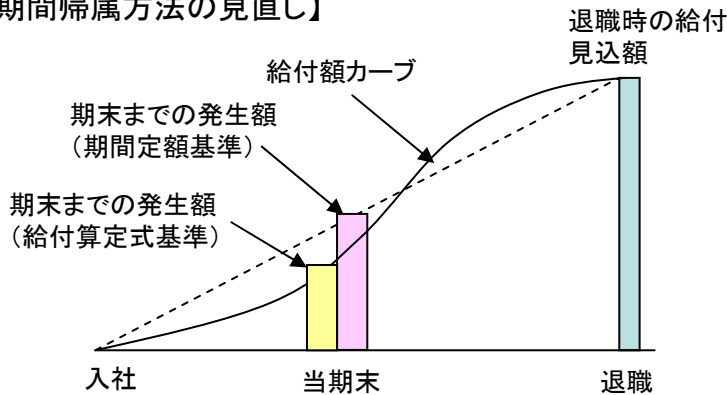 期間帰属方法の見直し】
退職時の給付
見込額
給付額カーブ
期末までの発生額
（期間定額基準）
期末までの発生額
（給付算定式基準）
入社
当期末
退職